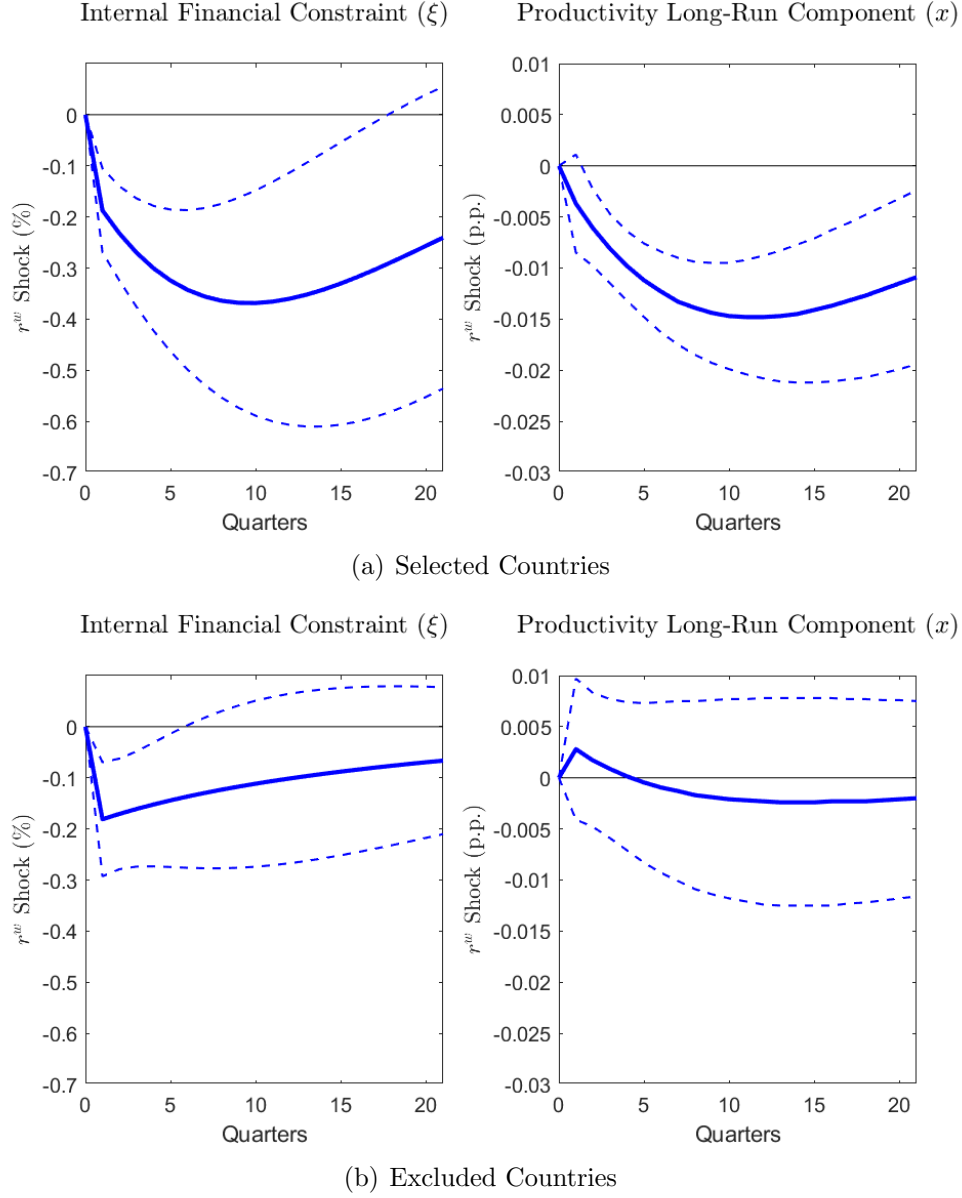 Internal Financial Constraint (ξ)
Productivity Long-Run Component (x)
r^w Shock (%)
0
-0.1
-0.2
-0.3
-0.4
-0.5
-0.6
-0.7
0 5 10 15 20
Quarters
r^w Shock (p.p.)
0.01
0.005
0
-0.005
-0.01
-0.015
-0.02
-0.025
-0.03
0 5 10 15 20
Quarters
(a) Selected Countries
Internal Financial Constraint (ξ)
Productivity Long-Run Component (x)
r^w Shock (%)
0
-0.1
-0.2
-0.3
-0.4
-0.5
-0.6
-0.7
0 5 10 15 20
Quarters
r^w Shock (p.p.)
0.01
0.005
0
-0.005
-0.01
-0.015
-0.02
-0.025
-0.03
0 5 10 15 20
Quarters
(b) Excluded Countries